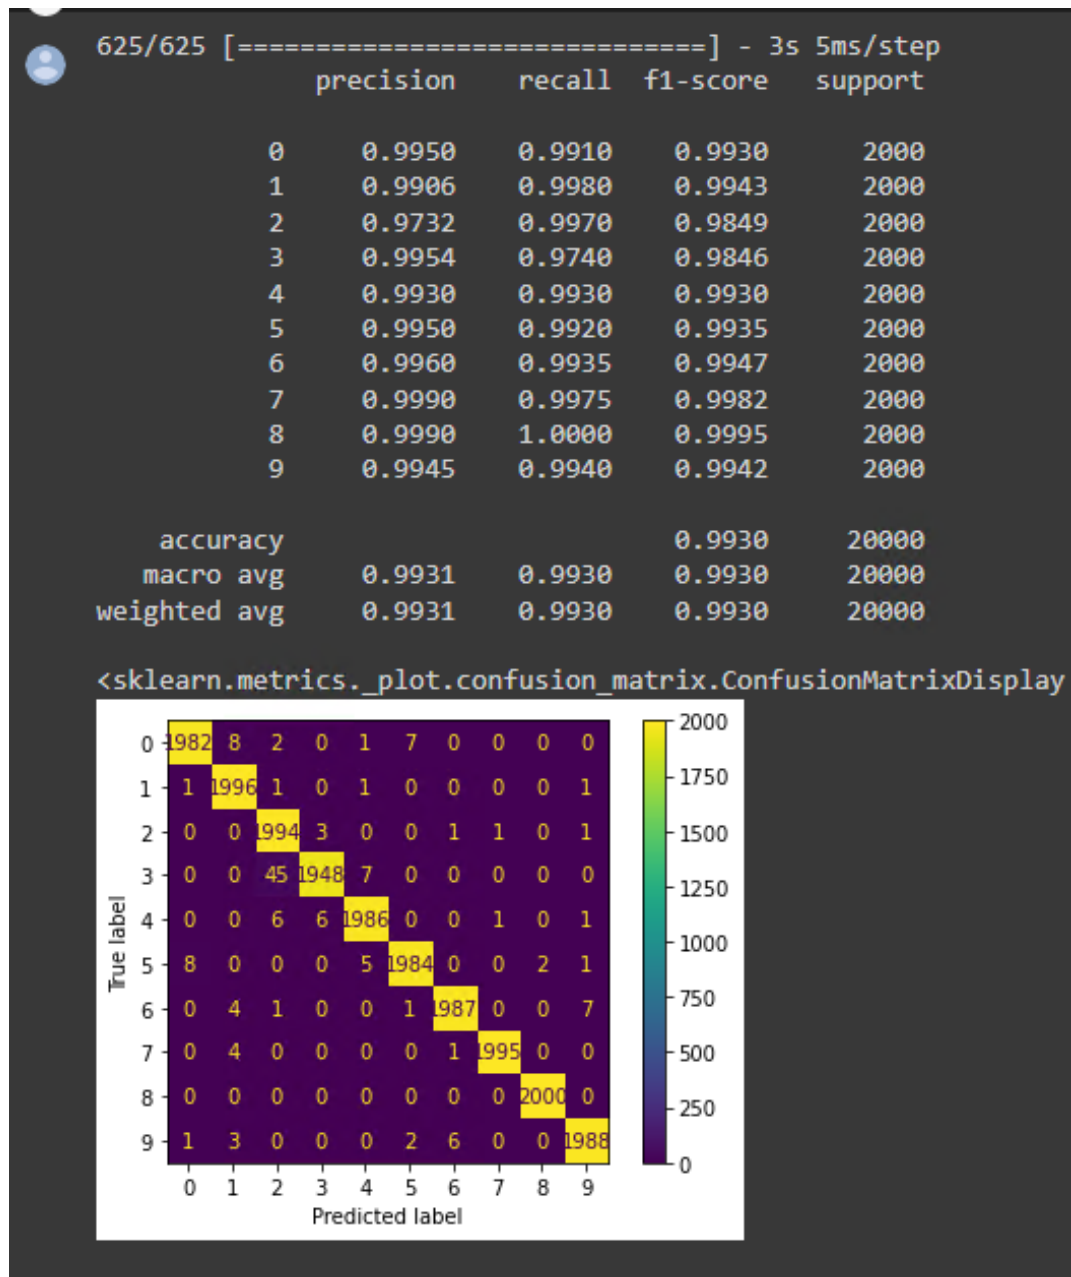 625/625 [==============================] - 3s 5ms/step
precision recall f1-score support
0 0.9950 0.9910 0.9930 2000
1 0.9906 0.9980 0.9943 2000
2 0.9732 0.9970 0.9849 2000
3 0.9954 0.9740 0.9846 2000
4 0.9930 0.9930 0.9930 2000
5 0.9950 0.9920 0.9935 2000
6 0.9960 0.9935 0.9947 2000
7 0.9990 0.9975 0.9982 2000
8 0.9990 1.0000 0.9995 2000
9 0.9945 0.9940 0.9942 2000
accuracy 0.9930 20000
macro avg 0.9931 0.9930 0.9930 20000
weighted avg 0.9931 0.9930 0.9930 20000
<sklearn.metrics._plot.confusion_matrix.ConfusionMatrixDisplay
True label
0 1982 8 2 0 1 7 0 0 0 0
1 1 1996 1 0 1 0 0 0 0 1
2 0 0 1994 3 0 0 1 1 0 1
3 0 0 45 1948 7 0 0 0 0 0
4 0 0 6 6 1986 0 0 1 0 1
5 8 0 0 0 5 1984 0 0 2 1
6 0 4 1 0 0 1 1987 0 0 7
7 0 4 0 0 0 0 1 1995 0 0
8 0 0 0 0 0 0 0 0 2000 0
9 1 3 0 0 0 2 6 0 0 1988
0 1 2 3 4 5 6 7 8 9
Predicted label
2000
1750
1500
1250
1000
750
500
250
0